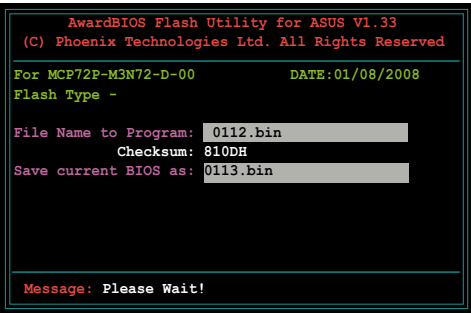 AwardBIOS Flash Utility for ASUS V1.33
(C) Phoenix Technologies Ltd. All Rights Reserved
For MCP72P-M3N72-D-00 DATE:01/08/2008
Flash Type -
File Name to Program: 0112.bin
Checksum: 810DH
Save current BIOS as: 0113.bin
Message: Please Wait!